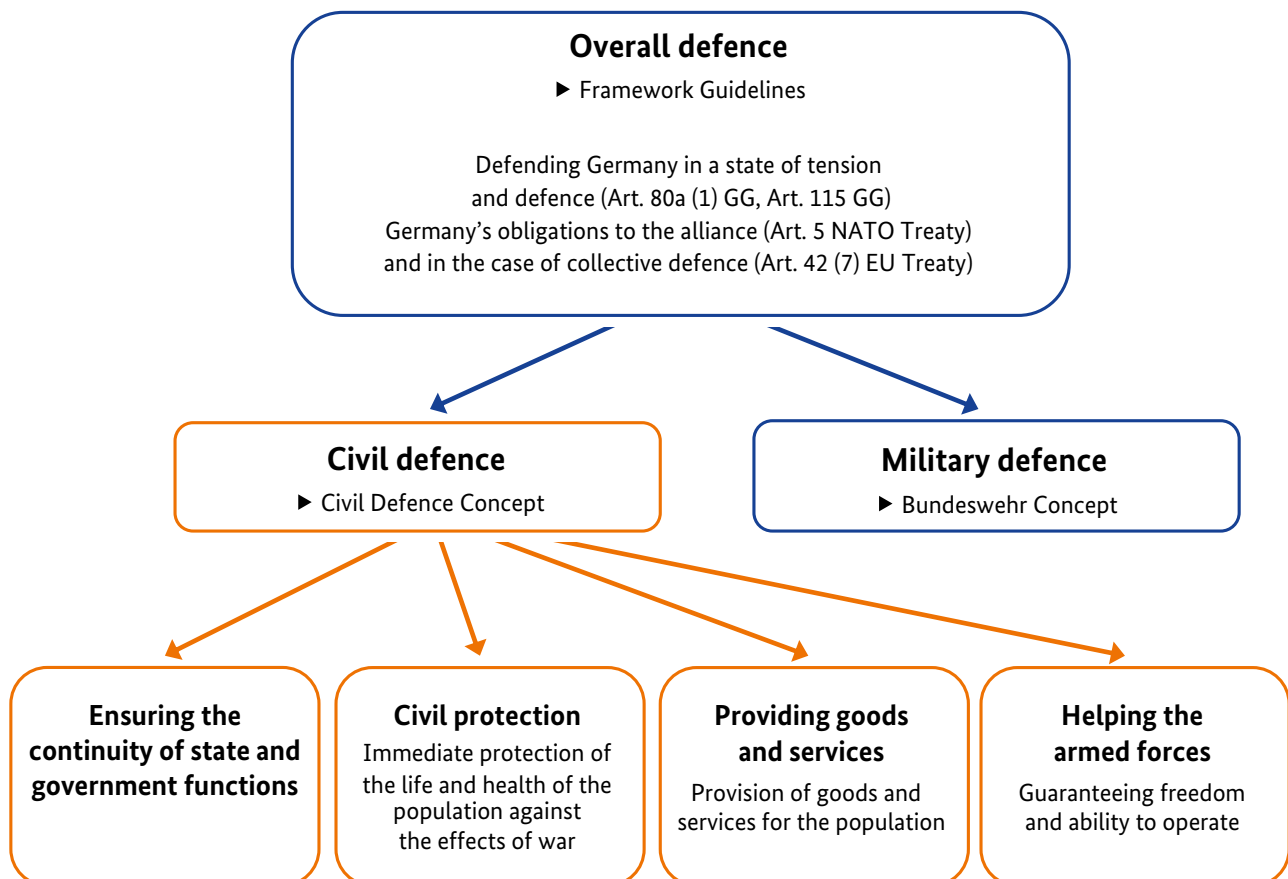 Overall defence
▶ Framework Guidelines
Defending Germany in a state of tension
and defence (Art. 80a (1) GG, Art. 115 GG)
Germany’s obligations to the alliance (Art. 5 NATO Treaty)
and in the case of collective defence (Art. 42 (7) EU Treaty)
Civil defence
▶ Civil Defence Concept
Military defence
▶ Bundeswehr Concept
Ensuring the
continuity of state and
government functions
Civil protection
Immediate protection of
the life and health of the
population against
the effects of war
Providing goods
and services
Provision of goods and
services for the population
Helping the
armed forces
Guaranteeing freedom
and ability to operate